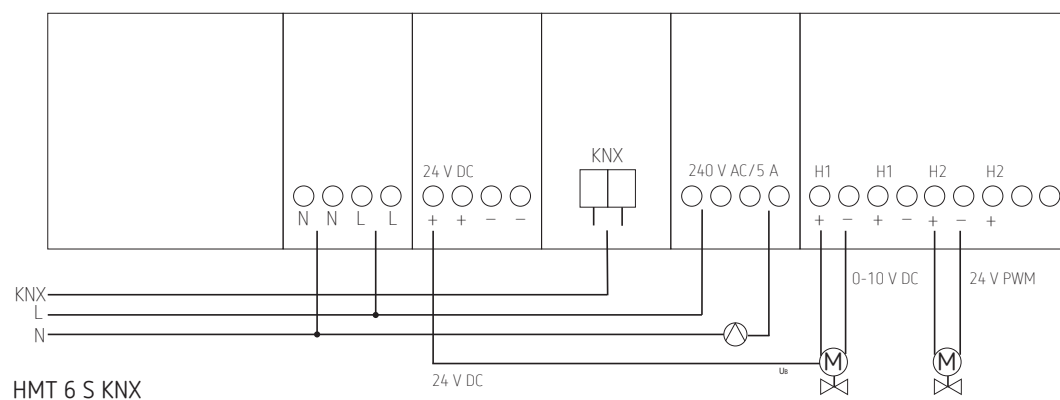 KNX
24 V DC
240 V AC/5 A
H1 H1 H2 H2
N N L L
+ + − −
+ − + − + − +
0-10 V DC
24 V PWM
KNX
L
N
M M
24 V DC
UB
HMT 6 S KNX